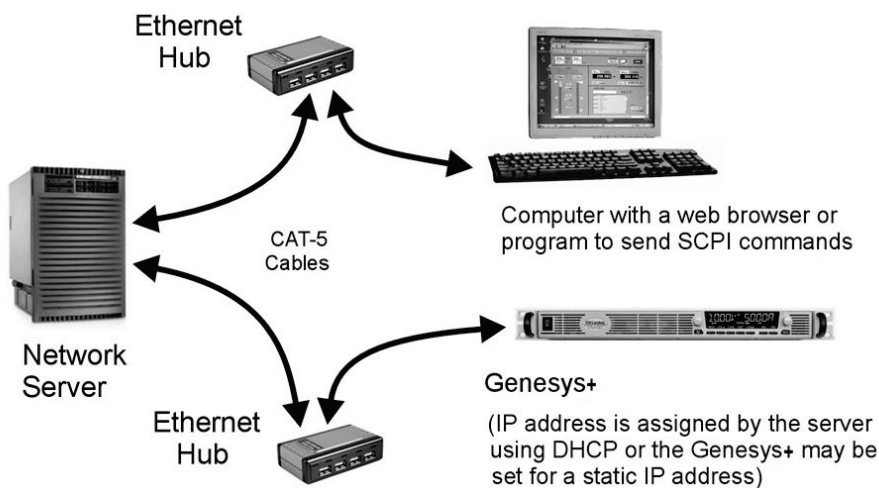 Ethernet
Hub
Computer with a web browser or
program to send SCPI commands
CAT-5
Cables
Network
Server
Genesys+
(IP address is assigned by the server
using DHCP or the Genesys+ may be
set for a static IP address)
Ethernet
Hub